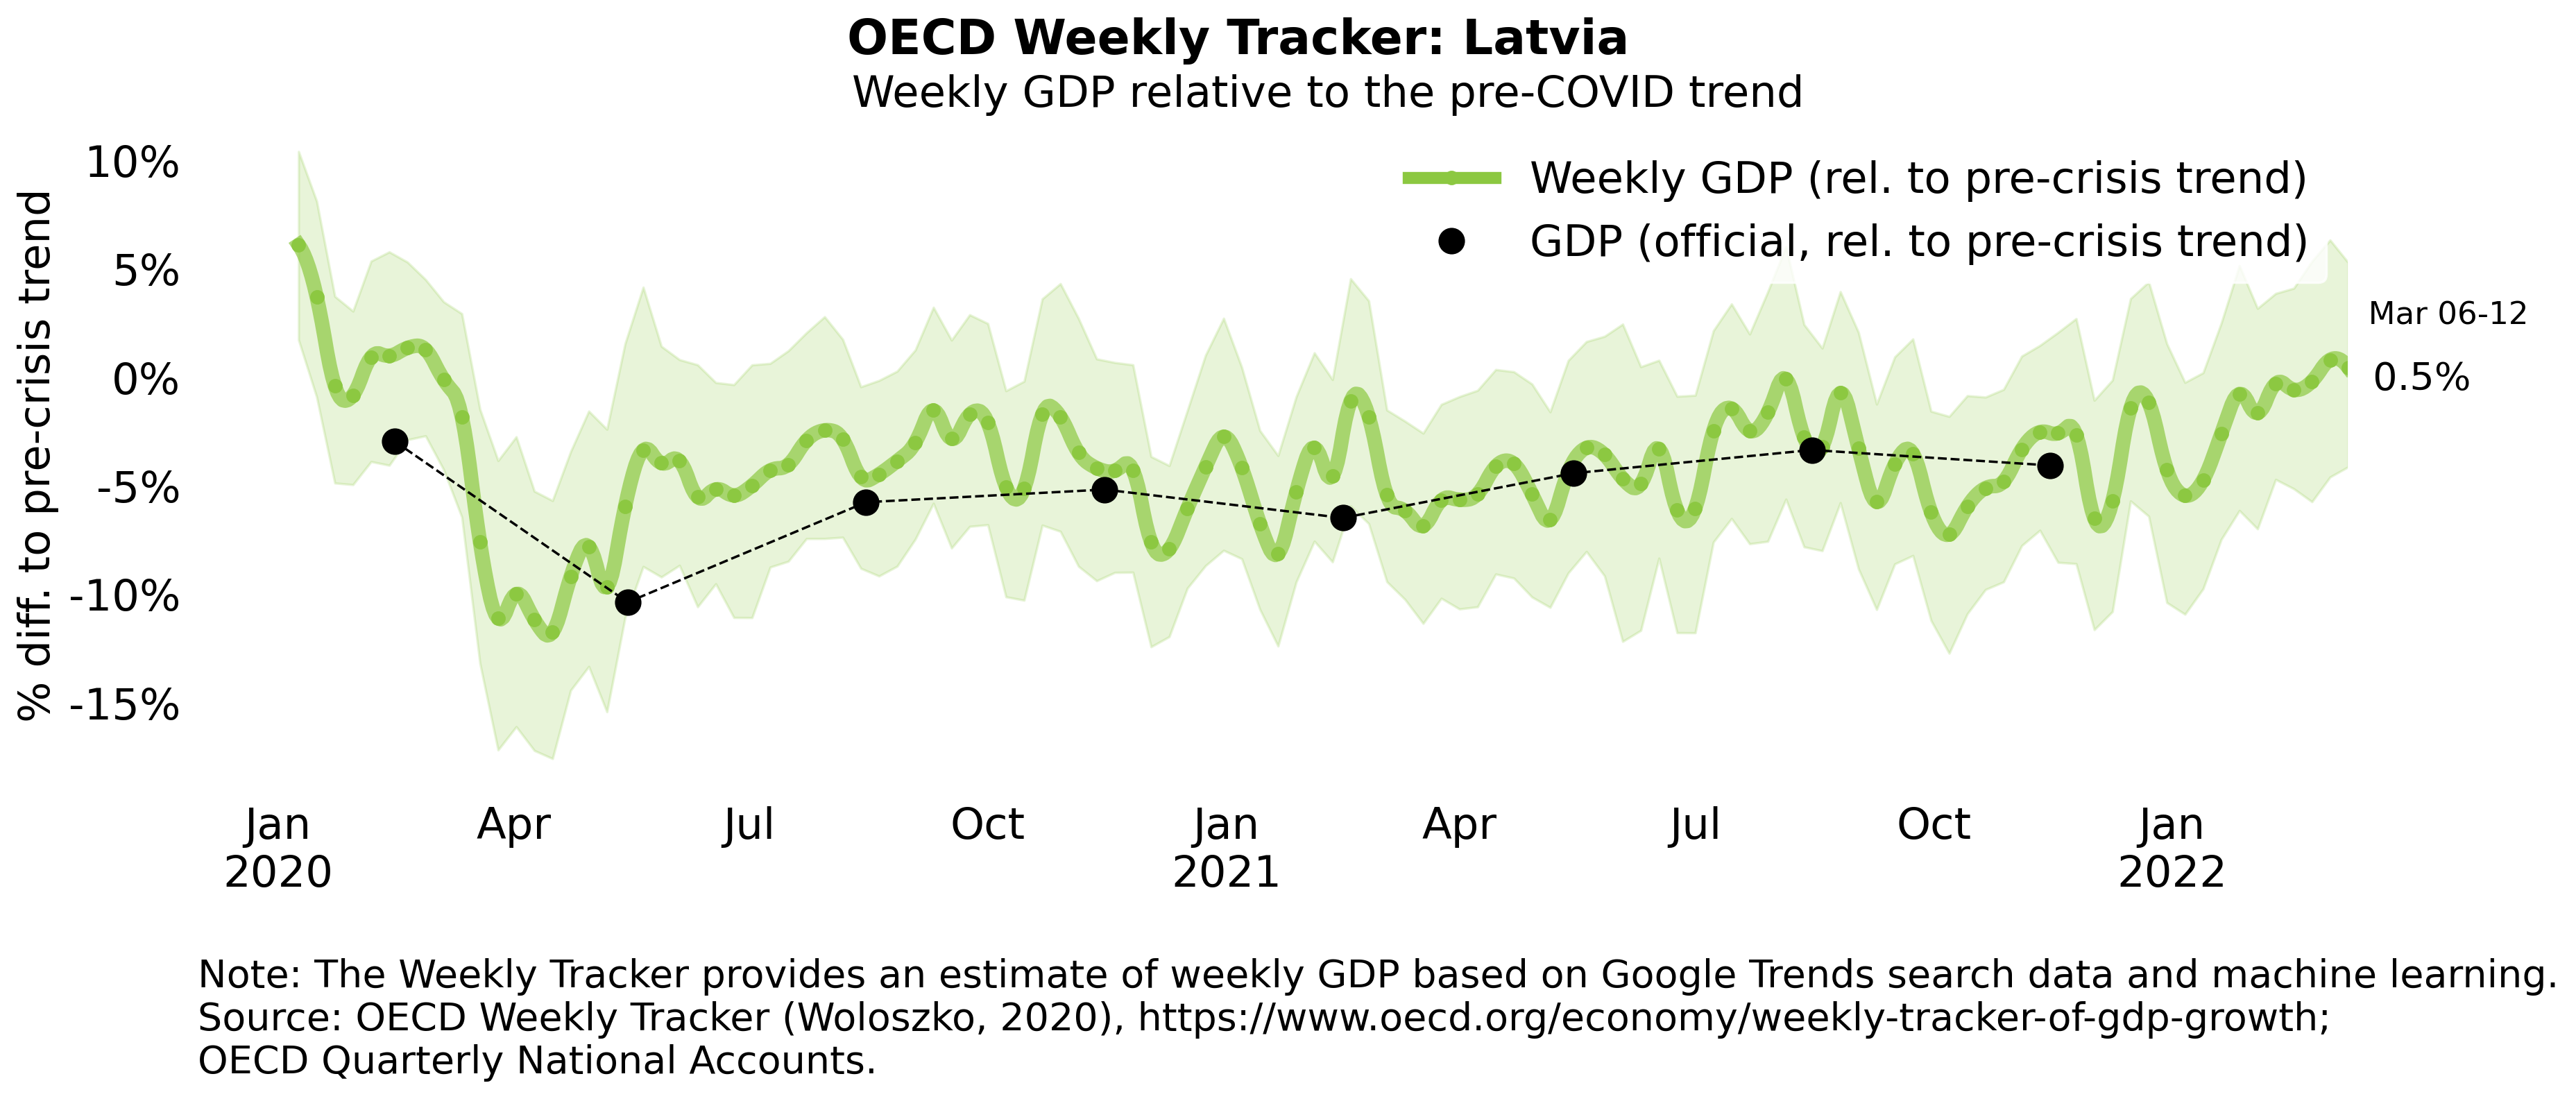 OECD Weekly Tracker: Latvia
Weekly GDP relative to the pre-COVID trend
% diff. to pre-crisis trend
10%
5%
0%
-5%
-10%
-15%
Weekly GDP (rel. to pre-crisis trend)
GDP (official, rel. to pre-crisis trend)
Mar 06-12
0.5%
Jan Apr Jul Oct Jan Apr Jul Oct Jan
2020 2021 2022
Note: The Weekly Tracker provides an estimate of weekly GDP based on Google Trends search data and machine learning.
Source: OECD Weekly Tracker (Woloszko, 2020), https://www.oecd.org/economy/weekly-tracker-of-gdp-growth;
OECD Quarterly National Accounts.